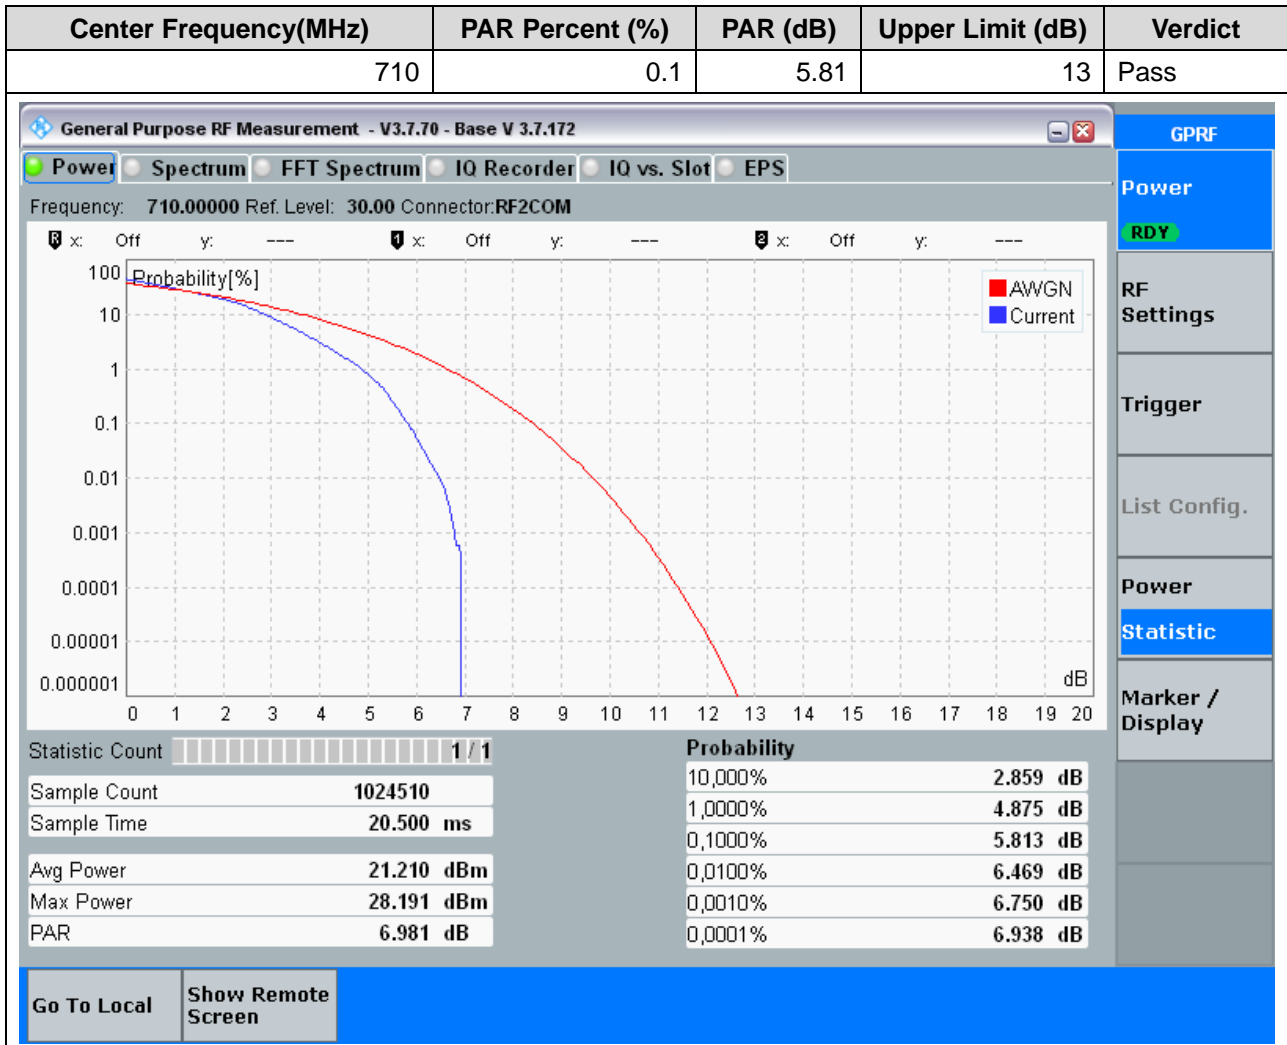 Center Frequency(MHz) PAR Percent (%) PAR (dB) Upper Limit (dB) Verdict
710 0.1 5.81 13 Pass
General Purpose RF Measurement - V3.7.70 - Base V 3.7.172
GPRF
Power Spectrum FFT Spectrum IQ Recorder IQ vs. Slot EPS
Frequency: 710.00000 Ref. Level: 30.00 Connector:RF2COM
R x: Off y: --- 1 x: Off y: --- 2 x: Off y: ---
Probability[%]
100
10
1
0.1
0.01
0.001
0.0001
0.00001
0.000001
AWGN
Current
dB
0 1 2 3 4 5 6 7 8 9 10 11 12 13 14 15 16 17 18 19 20
Statistic Count 1 / 1
Sample Count 1024510
Sample Time 20.500 ms
Avg Power 21.210 dBm
Max Power 28.191 dBm
PAR 6.981 dB
Probability
10,000% 2.859 dB
1,0000% 4.875 dB
0,1000% 5.813 dB
0,0100% 6.469 dB
0,0010% 6.750 dB
0,0001% 6.938 dB
Power
RDY
RF
Settings
Trigger
List Config.
Power
Statistic
Marker /
Display
Go To Local
Show Remote
Screen